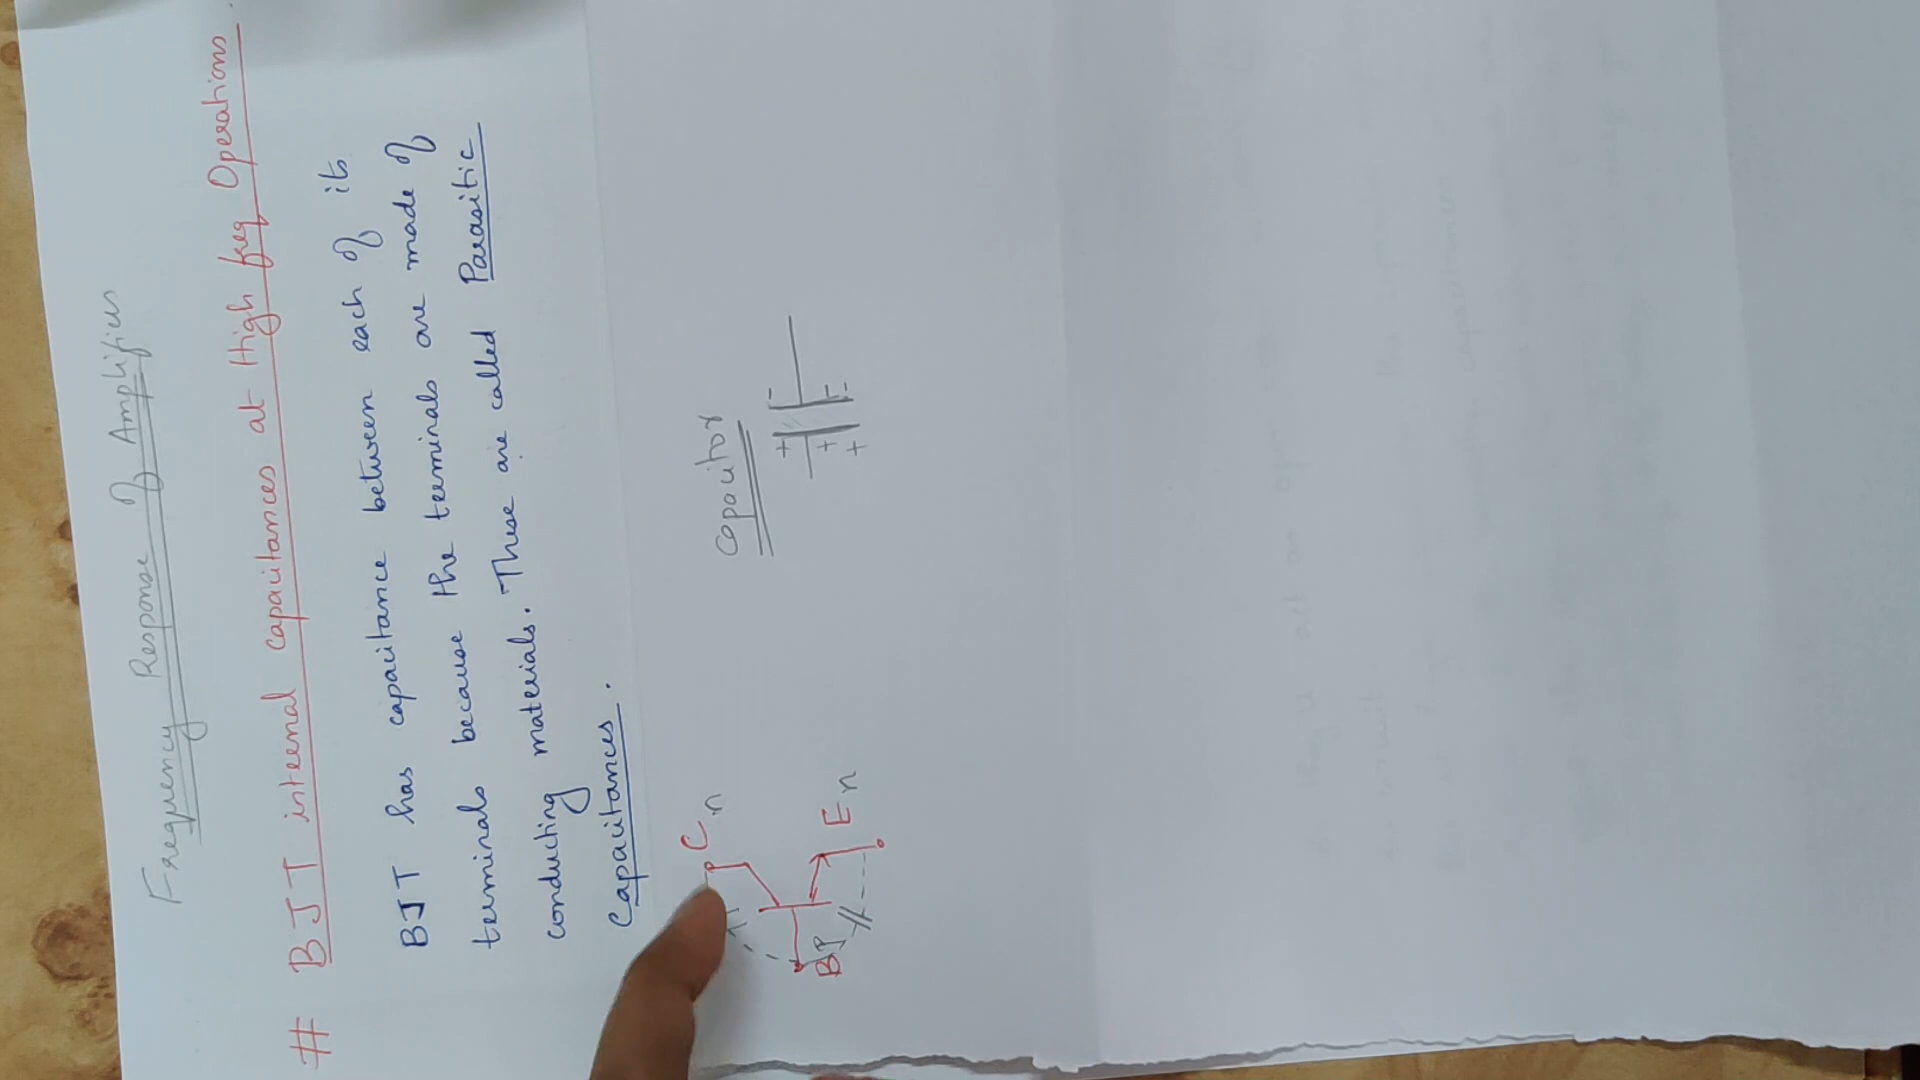 Frequency Response of Amplifiers
# BJT internal capacitances at High freq Operations.
BJT has capacitance between each of its
terminals because the terminals are made of
conducting materials. These are called Parasitic
Capacitances.
Capacitor
C n
+ -
+ -
+ -
B P
E n